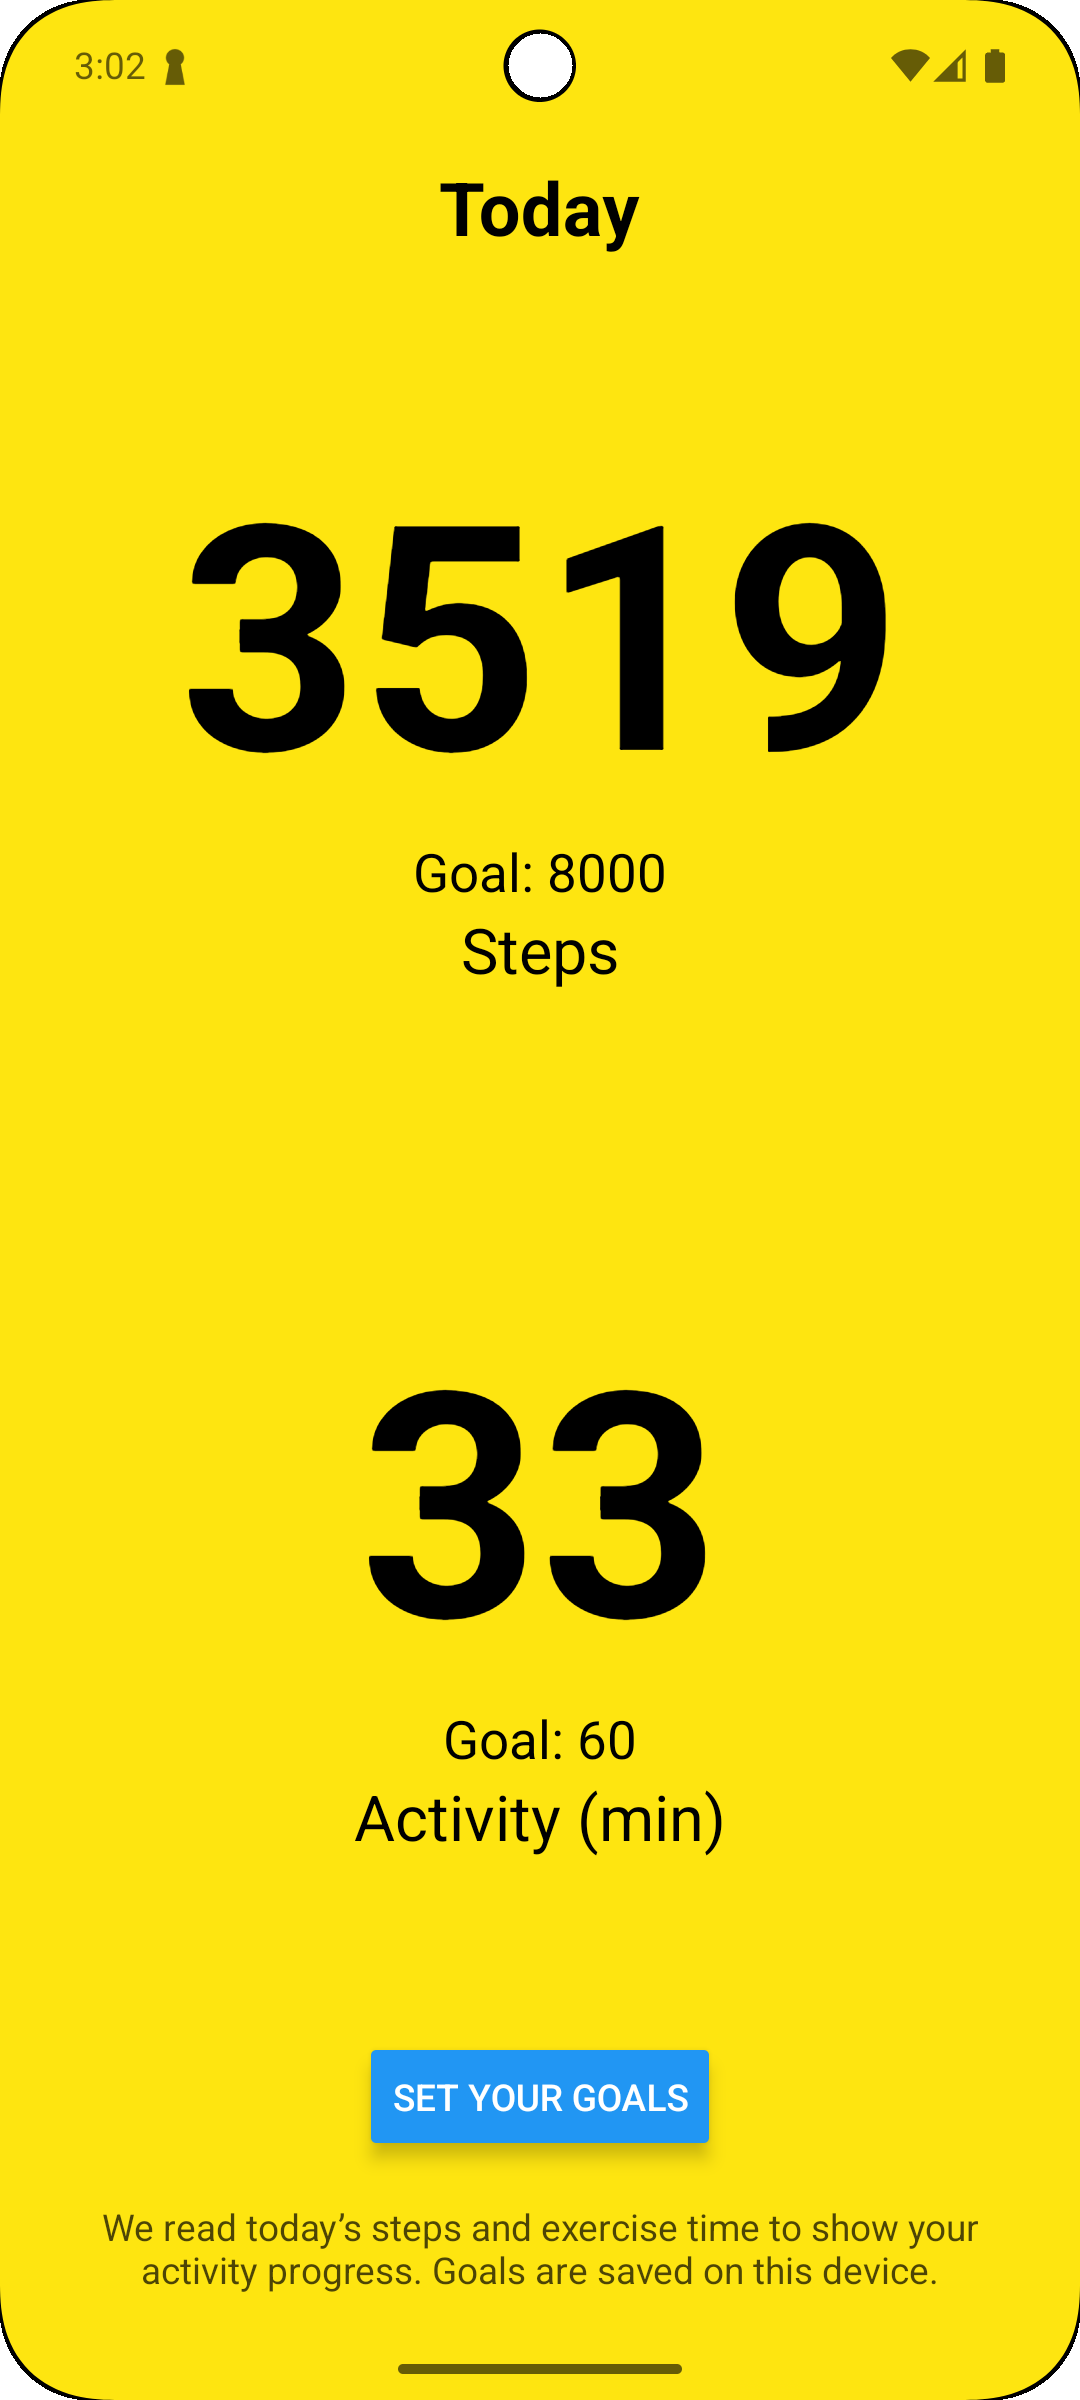 3:02
Today
3519
Goal: 8000
Steps
33
Goal: 60
Activity (min)
SET YOUR GOALS
We read today’s steps and exercise time to show your
activity progress. Goals are saved on this device.